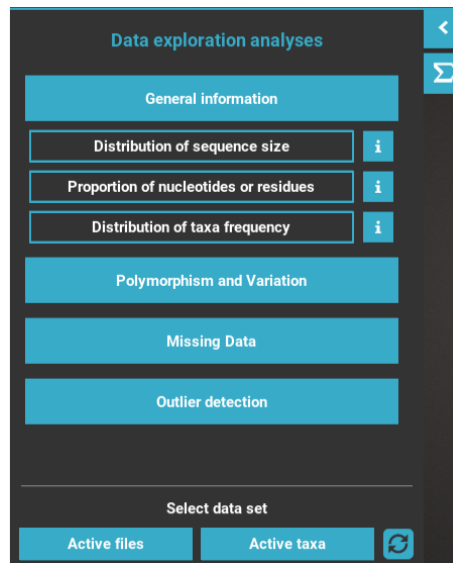 Data exploration analyses
General information
Distribution of sequence size i
Proportion of nucleotides or residues i
Distribution of taxa frequency i
Polymorphism and Variation
Missing Data
Outlier detection
Select data set
Active files Active taxa